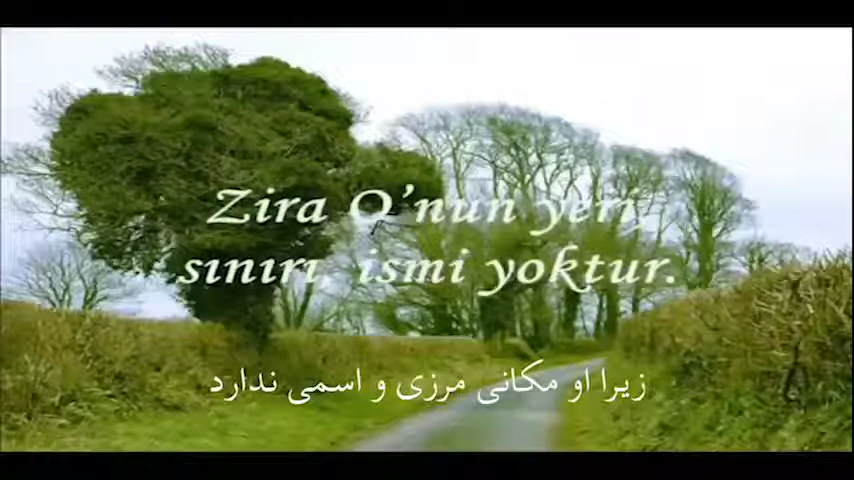 Zira O'nun yeri,
sınırı, ismi yoktur.
زیرا او مکانی مرزی و اسمی ندارد